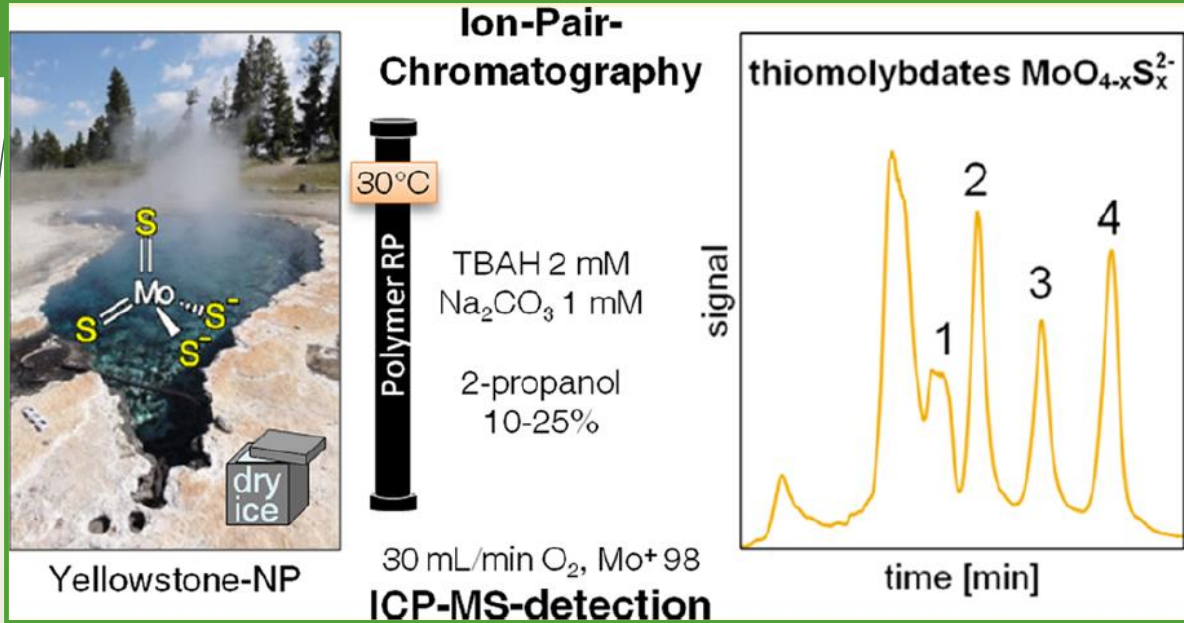 Ion-Pair-
Chromatography
30°C
Polymer RP
TBAH 2 mM
Na₂CO₃ 1 mM
2-propanol
10-25%
30 mL/min O₂, Mo⁺ 98
ICP-MS-detection
S
Mo
S
S⁻
S⁻
dry
ice
Yellowstone-NP
thiomolybdates MoO₄₋ₓSₓ²⁻
signal
1
2
3
4
time [min]